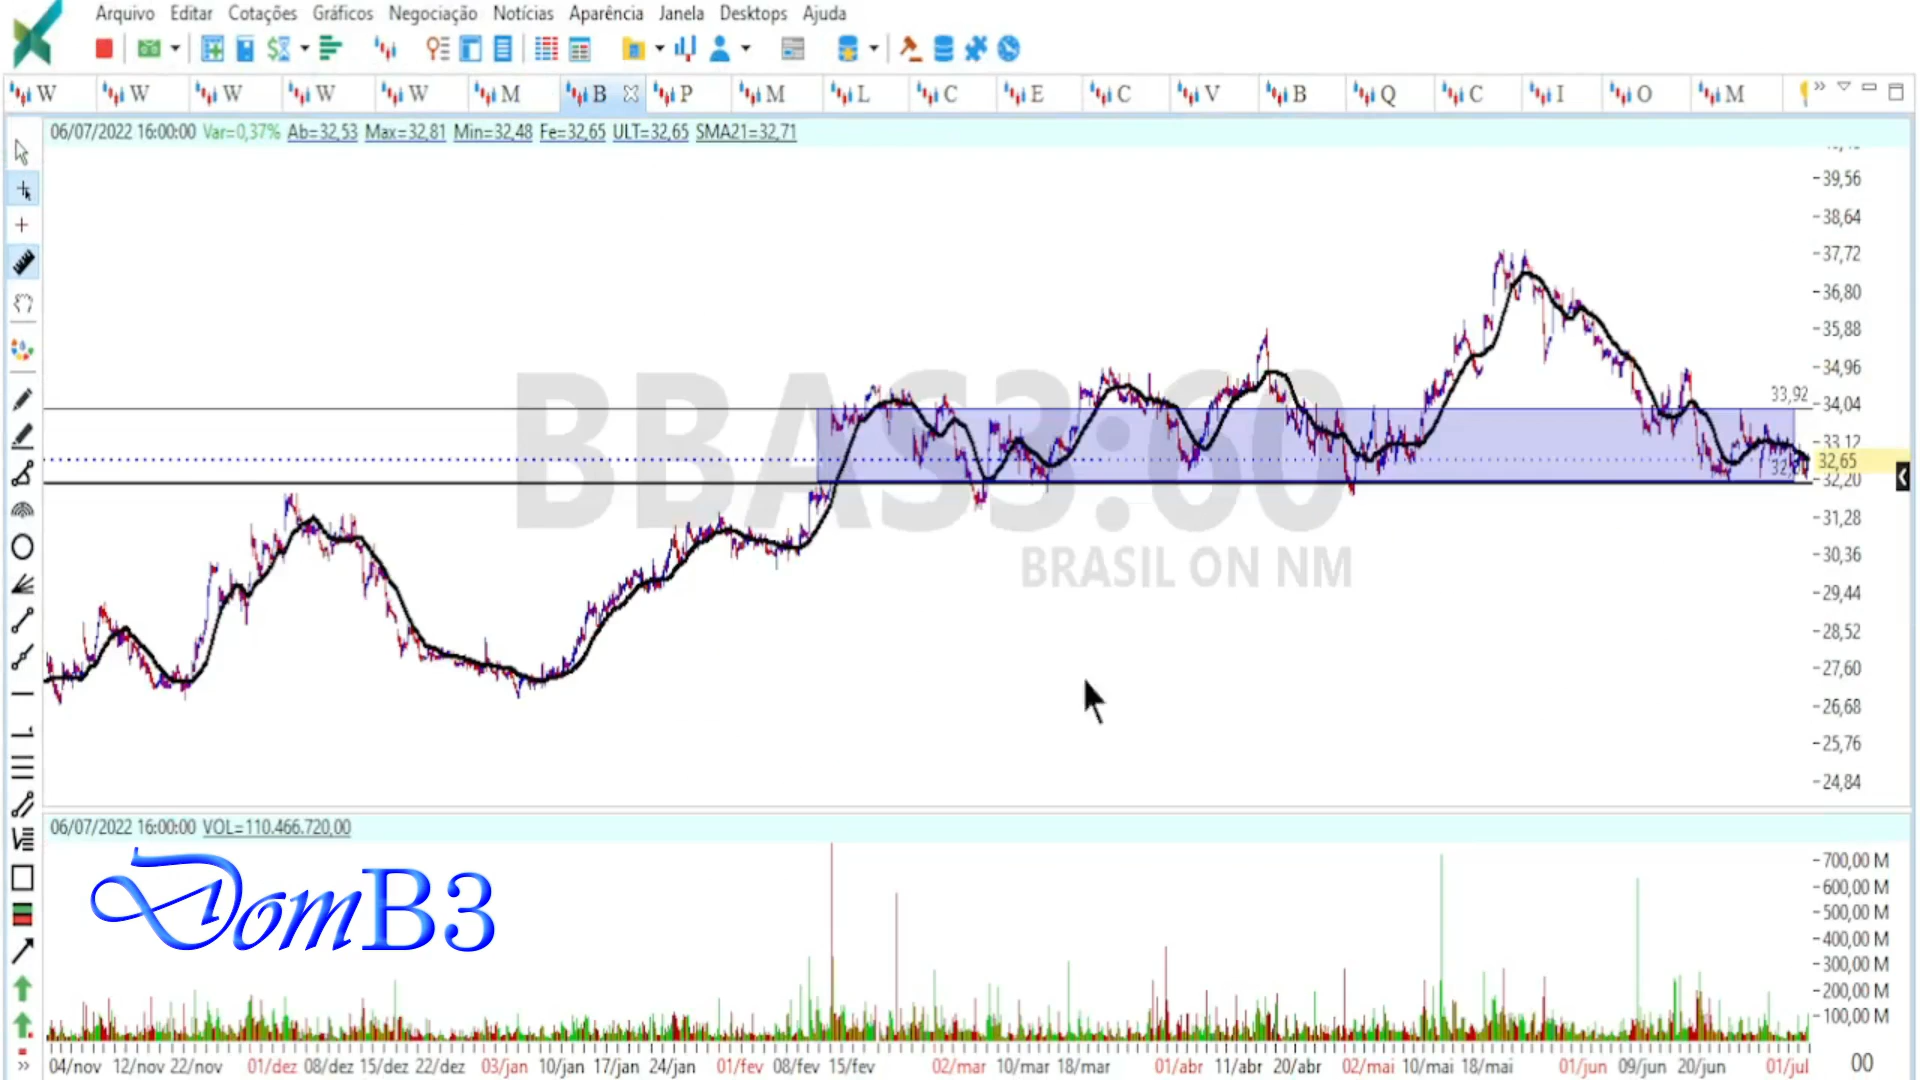 Arquivo Editar Cotações Gráficos Negociação Notícias Aparência Janela Desktops Ajuda
W W W W W M B P M L C E C V B Q C I O M
06/07/2022 16:00:00 Var=0,37% Ab=32,53 Max=32,81 Min=32,48 Fe=32,65 ULT=32,65 SMA21=32,71
39,56
38,64
37,72
36,80
35,88
34,96
33,92
34,04
33,12
32,65
32,20
31,28
30,36
29,44
28,52
27,60
26,68
25,76
24,84
BBAS3:60
BRASIL ON NM
06/07/2022 16:00:00 VOL=110.466.720,00
DomB3
700,00 M
600,00 M
500,00 M
400,00 M
300,00 M
200,00 M
100,00 M
04/nov 12/nov 22/nov 01/dez 08/dez 15/dez 22/dez 03/jan 10/jan 17/jan 24/jan 01/fev 08/fev 15/fev 02/mar 10/mar 18/mar 01/abr 11/abr 20/abr 02/mai 10/mai 18/mai 01/jun 09/jun 20/jun 01/jul 00